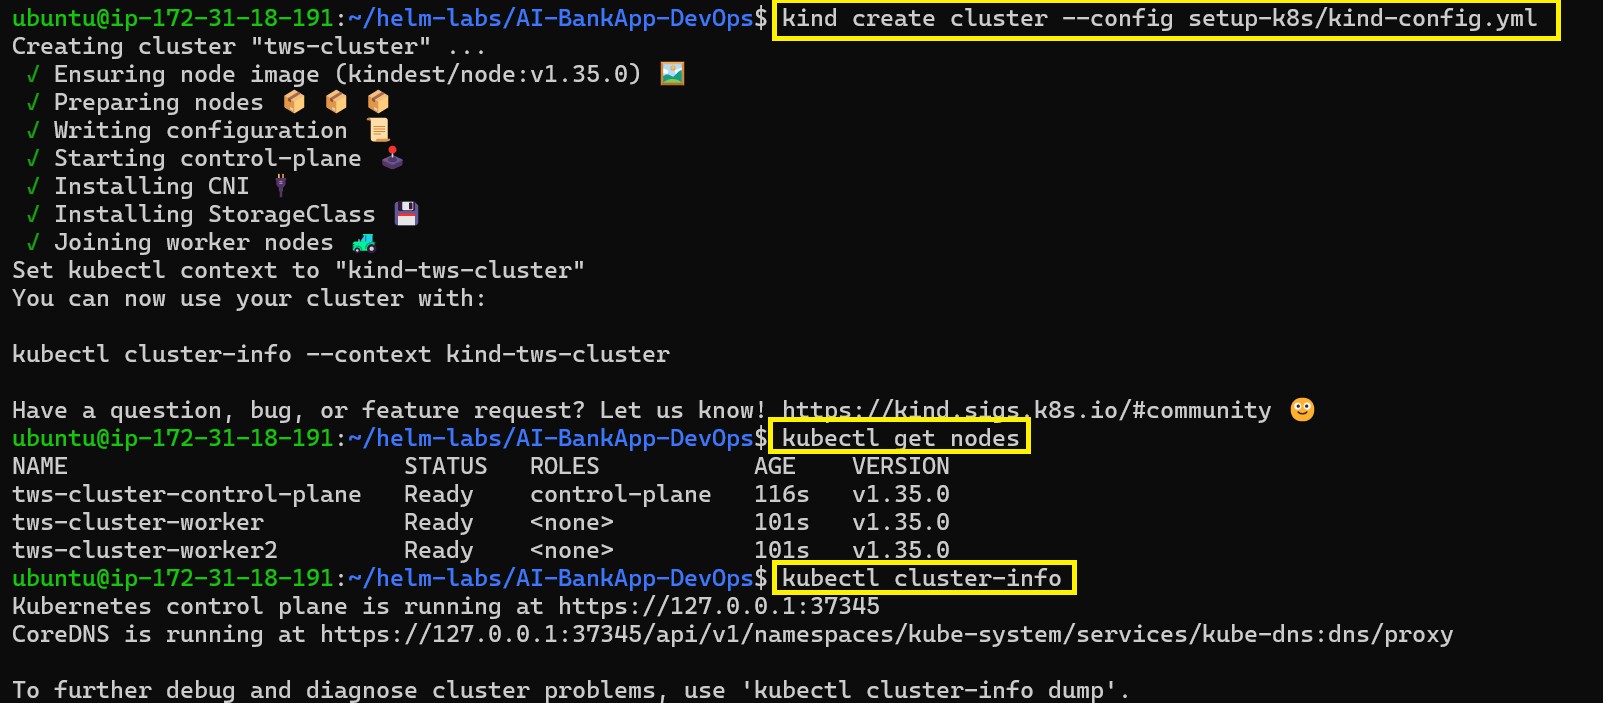 ubuntu@ip-172-31-18-191:~/helm-labs/AI-BankApp-DevOps$ kind create cluster --config setup-k8s/kind-config.yml
Creating cluster "tws-cluster" ...
✓ Ensuring node image (kindest/node:v1.35.0) 🖼
✓ Preparing nodes 📦 📦 📦
✓ Writing configuration 📜
✓ Starting control-plane 🕹
✓ Installing CNI 🔌
✓ Installing StorageClass 💾
✓ Joining worker nodes 🚜
Set kubectl context to "kind-tws-cluster"
You can now use your cluster with:

kubectl cluster-info --context kind-tws-cluster

Have a question, bug, or feature request? Let us know! https://kind.sigs.k8s.io/#community 🙂
ubuntu@ip-172-31-18-191:~/helm-labs/AI-BankApp-DevOps$ kubectl get nodes
NAME STATUS ROLES AGE VERSION
tws-cluster-control-plane Ready control-plane 116s v1.35.0
tws-cluster-worker Ready <none> 101s v1.35.0
tws-cluster-worker2 Ready <none> 101s v1.35.0
ubuntu@ip-172-31-18-191:~/helm-labs/AI-BankApp-DevOps$ kubectl cluster-info
Kubernetes control plane is running at https://127.0.0.1:37345
CoreDNS is running at https://127.0.0.1:37345/api/v1/namespaces/kube-system/services/kube-dns:dns/proxy

To further debug and diagnose cluster problems, use 'kubectl cluster-info dump'.